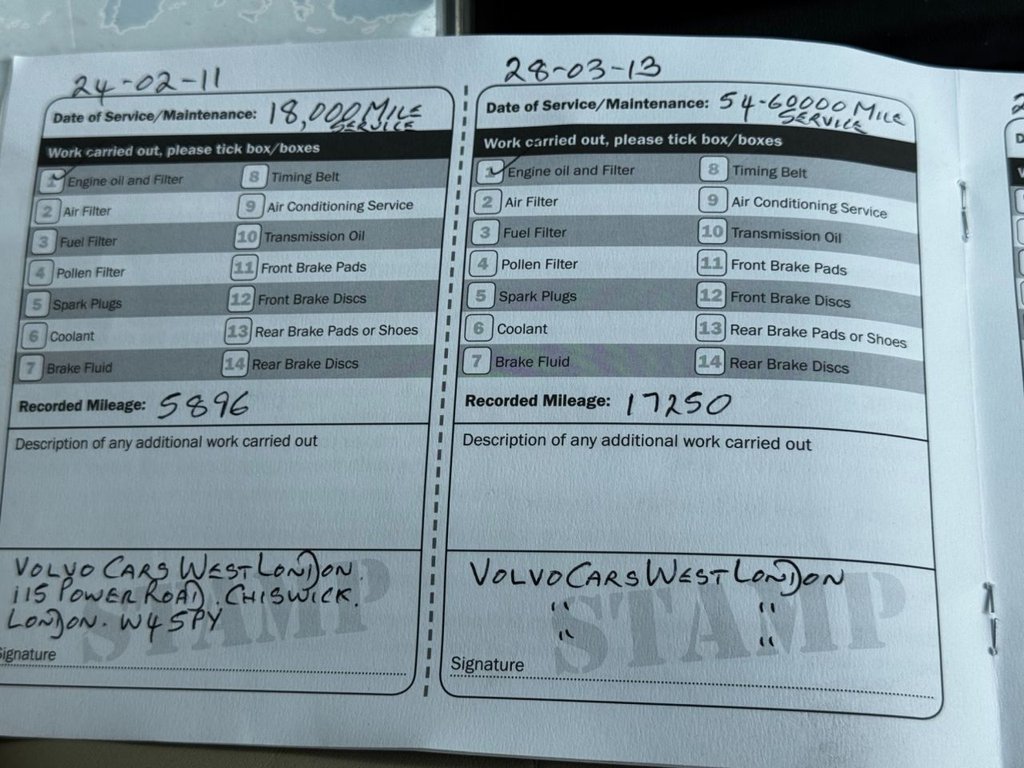 24-02-11
Date of Service/Maintenance: 18,000 MILE
SERVICE
Work carried out, please tick box/boxes
1 Engine oil and Filter 8 Timing Belt
2 Air Filter 9 Air Conditioning Service
3 Fuel Filter 10 Transmission Oil
4 Pollen Filter 11 Front Brake Pads
5 Spark Plugs 12 Front Brake Discs
6 Coolant 13 Rear Brake Pads or Shoes
7 Brake Fluid 14 Rear Brake Discs
Recorded Mileage: 5896
Description of any additional work carried out
VOLVO CARS WEST LONDON.
115 POWER ROAD, CHISWICK.
LONDON. W4 5PY
STAMP
Signature
28-03-13
Date of Service/Maintenance: 54-60000 MILE
SERVICE
Work carried out, please tick box/boxes
1 Engine oil and Filter 8 Timing Belt
2 Air Filter 9 Air Conditioning Service
3 Fuel Filter 10 Transmission Oil
4 Pollen Filter 11 Front Brake Pads
5 Spark Plugs 12 Front Brake Discs
6 Coolant 13 Rear Brake Pads or Shoes
7 Brake Fluid 14 Rear Brake Discs
Recorded Mileage: 17250
Description of any additional work carried out
VOLVO CARS WEST LONDON
" "
" "
STAMP
Signature